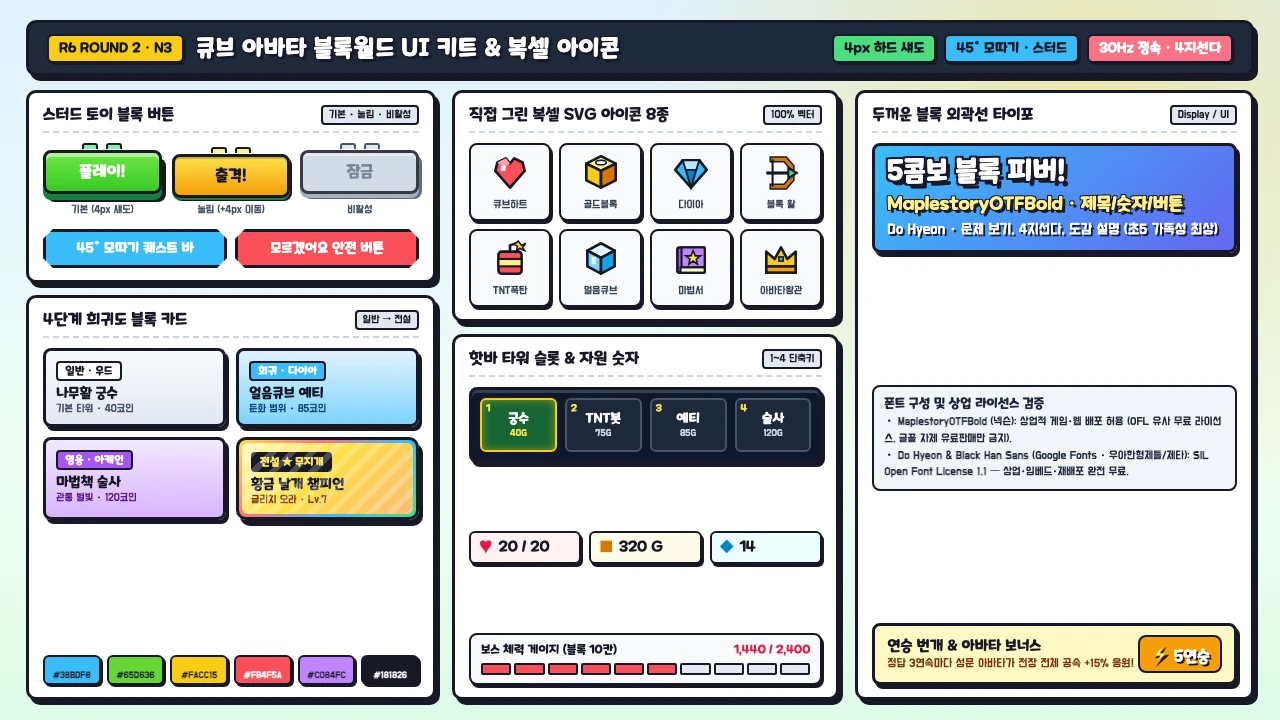 R6 ROUND 2 · N3
큐브 아바타 블록월드 UI 키트 & 복셀 아이콘
4px 하드 섀도
45° 모따기 · 스터드
30Hz 정속 · 4지선다
스터드 토이 블록 버튼
기본 · 눌림 · 비활성
플레이!
출격!
잠금
기본 (4px 섀도)
눌림 (+4px 이동)
비활성
45° 모따기 퀘스트 바
모르겠어요 안전 버튼
4단계 희귀도 블록 카드
일반 → 전설
일반 · 우드
나무활 궁수
기본 타워 · 40코인
희귀 · 다이아
얼음큐브 예티
둔화 범위 · 85코인
영웅 · 아케인
마법책 술사
관통 별빛 · 120코인
전설 ★ 무지개
황금 날개 챔피언
글리치 오라 · Lv.7
#38BDF8
#65D636
#FACC15
#FB4F5A
#C084FC
#181826
직접 그린 복셀 SVG 아이콘 8종
100% 벡터
큐브하트
골드블록
다이아
블록 활
TNT폭탄
얼음큐브
마법서
아바타왕관
핫바 타워 슬롯 & 자원 숫자
1~4 단축키
1
궁수
40G
2
TNT봇
75G
3
예티
85G
4
술사
120G
♥ 20 / 20
■ 320 G
◆ 14
보스 체력 게이지 (블록 10칸)
1,440 / 2,400
두꺼운 블록 외곽선 타이포
Display / UI
5콤보 블록 피버!
MaplestoryOTFBold · 제목/숫자/버튼
Do Hyeon · 문제 보기, 4지선다, 도감 설명 (초5 가독성 최상)
폰트 구성 및 상업 라이선스 검증
· MaplestoryOTFBold (넥슨): 상업적 게임·웹 배포 허용 (OFL 유사 무료 라이선
스, 글꼴 자체 유료판매만 금지).
· Do Hyeon & Black Han Sans (Google Fonts · 우아한형제들/제타): SIL
Open Font License 1.1 — 상업·임베드·재배포 완전 무료.
연승 번개 & 아바타 보너스
정답 3연속마다 성문 아바타가 전장 전체 공속 +15% 응원!
⚡ 5연승